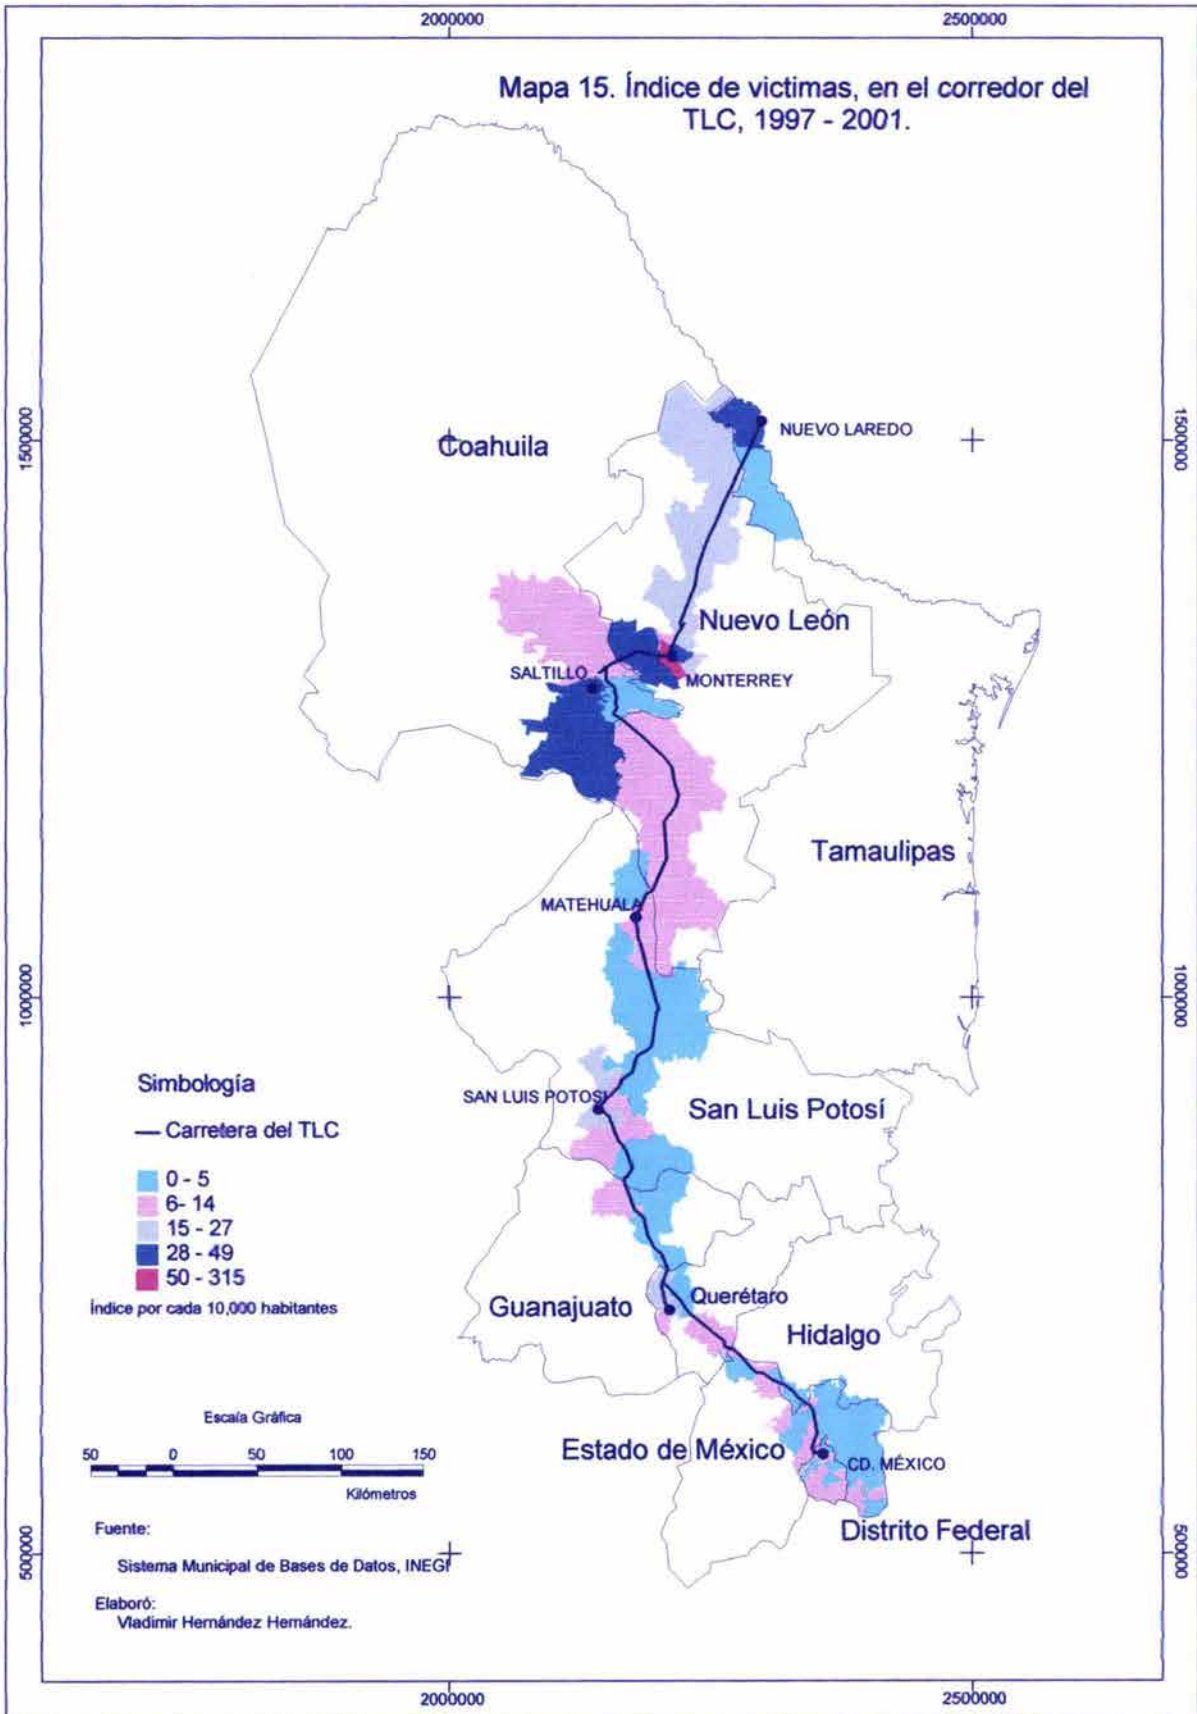 2000000
2500000
Mapa 15. Índice de victimas, en el corredor del
TLC, 1997 - 2001.
1500000
1500000
Coahuila
NUEVO LAREDO
Nuevo León
SALTILLO
MONTERREY
Tamaulipas
MATEHUALA
1000000
1000000
Simbología
Carretera del TLC
0 - 5
6- 14
15 - 27
28 - 49
50 - 315
Índice por cada 10,000 habitantes
SAN LUIS POTOSI
San Luis Potosí
Guanajuato
Querétaro
Hidalgo
Escala Gráfica
50 0 50 100 150
Kilómetros
Estado de México
CD. MÉXICO
Distrito Federal
Fuente:
Sistema Municipal de Bases de Datos, INEGI
Elaboró:
Vladimir Hernández Hernández.
500000
500000
2000000
2500000